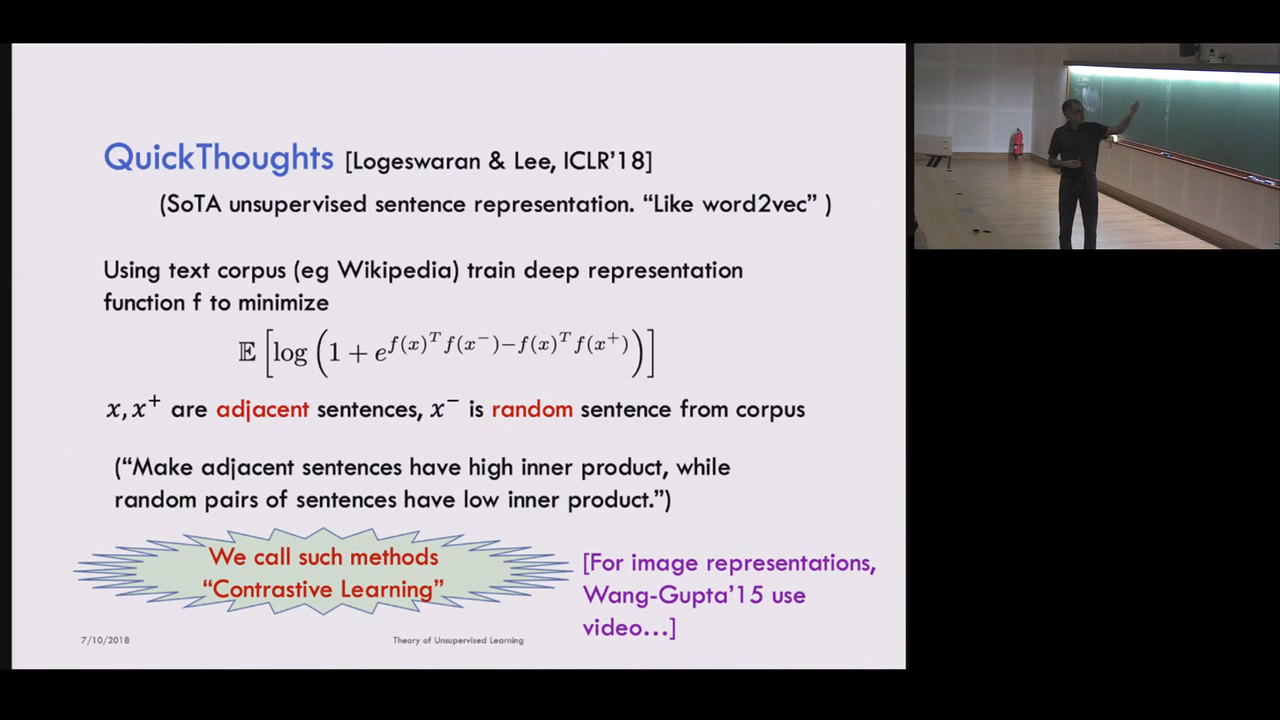 QuickThoughts [Logeswaran & Lee, ICLR'18]
(SoTA unsupervised sentence representation. “Like word2vec” )
Using text corpus (eg Wikipedia) train deep representation
function f to minimize
𝔼 [log (1 + e^{f(x)^T f(x^-) − f(x)^T f(x^+)})]
x, x⁺ are adjacent sentences, x⁻ is random sentence from corpus
(“Make adjacent sentences have high inner product, while
random pairs of sentences have low inner product.”)
We call such methods
“Contrastive Learning”
[For image representations,
Wang-Gupta'15 use
video…]
7/10/2018
Theory of Unsupervised Learning